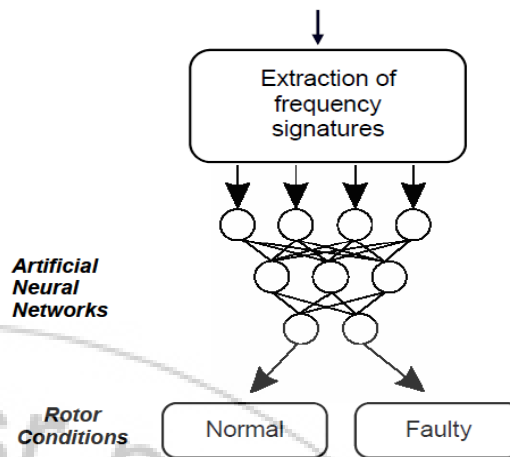 Extraction of
frequency
signatures
Artificial
Neural
Networks
Rotor
Conditions
Normal
Faulty